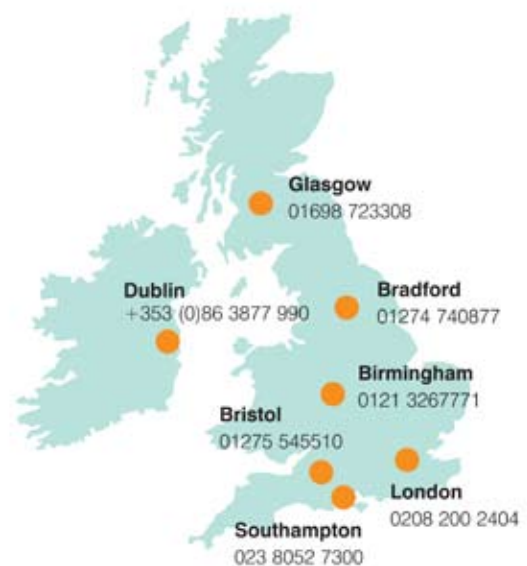 Glasgow
01698 723308
Dublin
+353 (0)86 3877 990
Bradford
01274 740877
Birmingham
0121 3267771
Bristol
01275 545510
London
0208 200 2404
Southampton
023 8052 7300